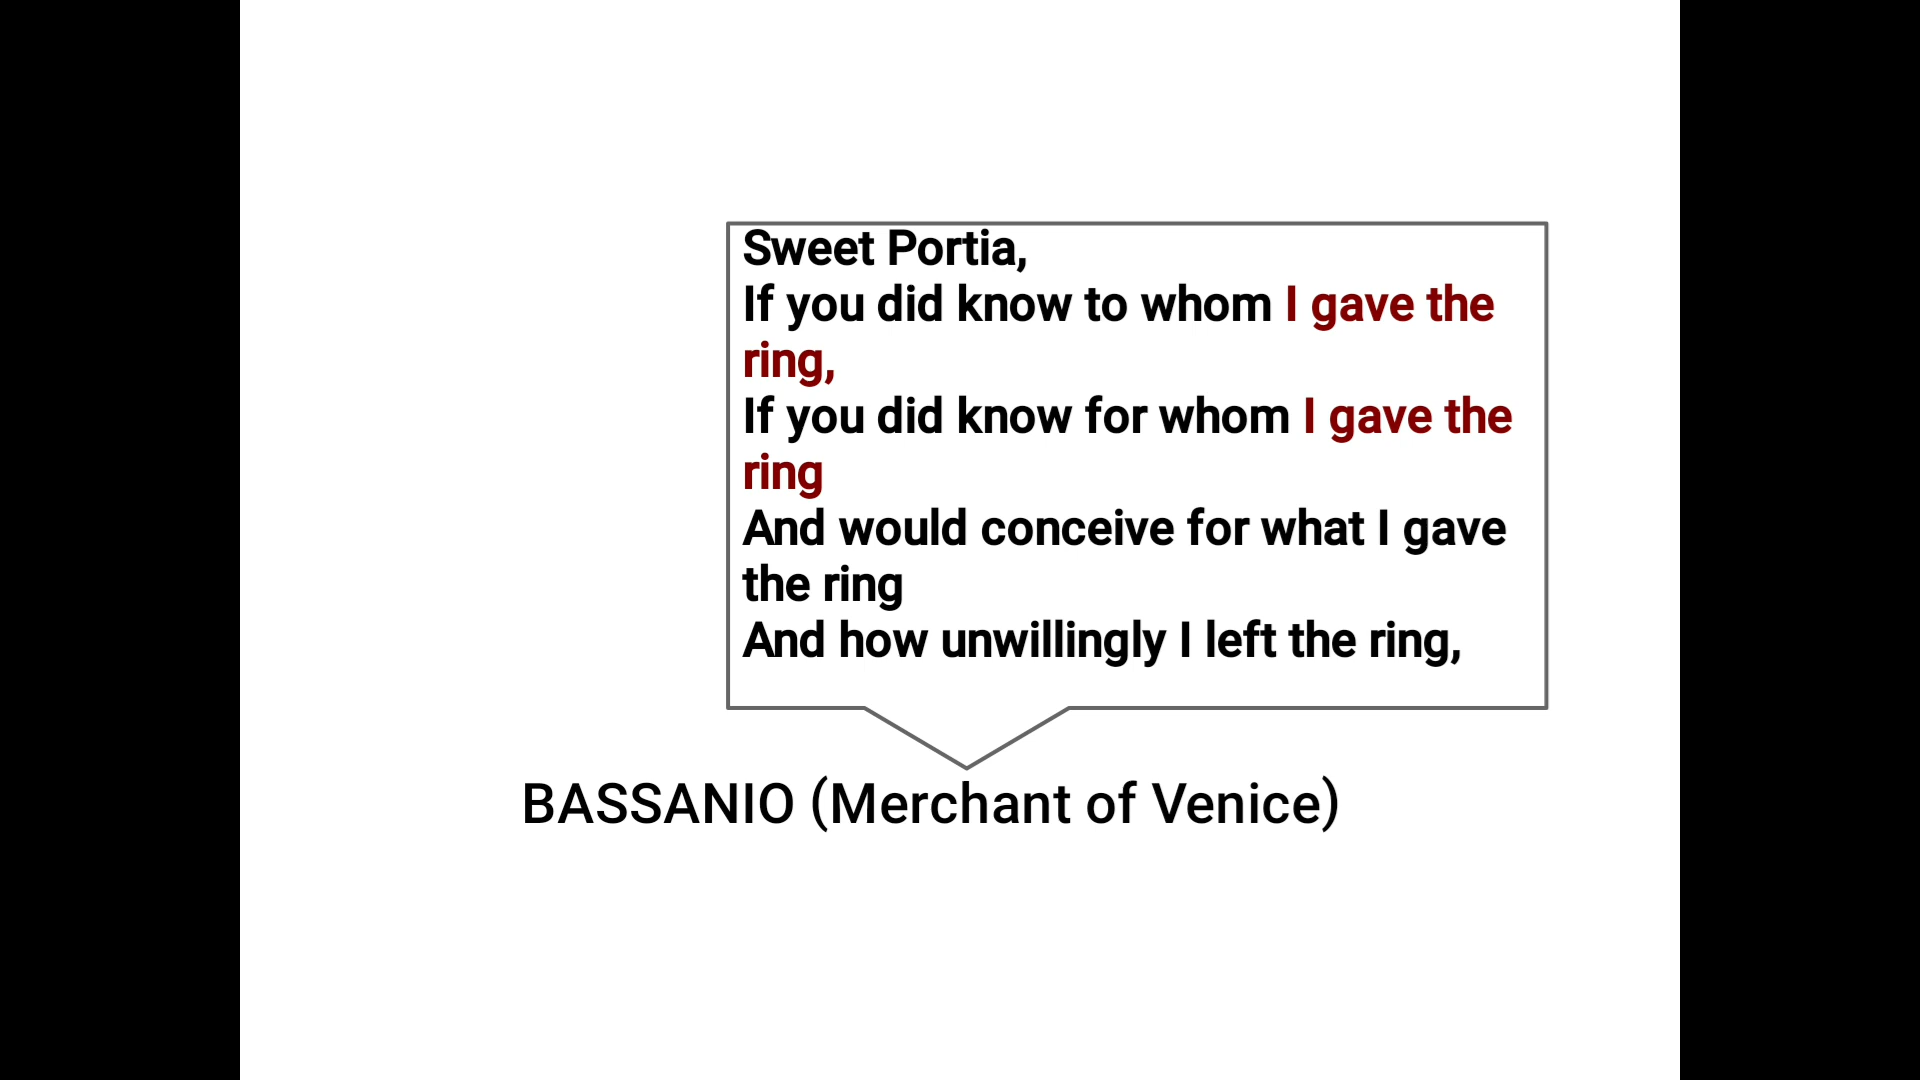 Sweet Portia,
If you did know to whom I gave the
ring,
If you did know for whom I gave the
ring
And would conceive for what I gave
the ring
And how unwillingly I left the ring,
BASSANIO (Merchant of Venice)